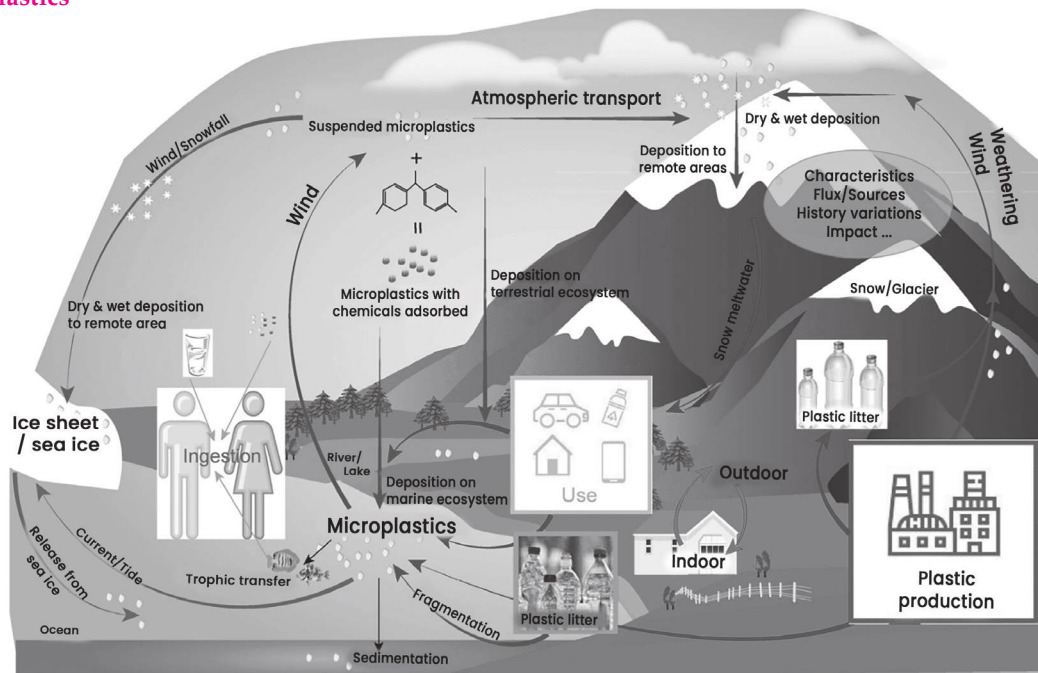 lastics
Atmospheric transport
Suspended microplastics
Dry & wet deposition
Wind/Snowfall
Deposition to
remote areas
Weathering
Wind
Wind
Characteristics
Flux/Sources
History variations
Impact ...
+
=
Microplastics with
chemicals adsorbed
Deposition on
terrestrial ecosystem
Snow meltwater
Snow/Glacier
Dry & wet deposition
to remote area
Plastic litter
Ice sheet
/ sea ice
Ingestion
Use
River/
Lake
Deposition on
marine ecosystem
Outdoor
Microplastics
Indoor
Release from
sea ice
Current/Tide
Trophic transfer
Fragmentation
Plastic litter
Plastic
production
Ocean
Sedimentation